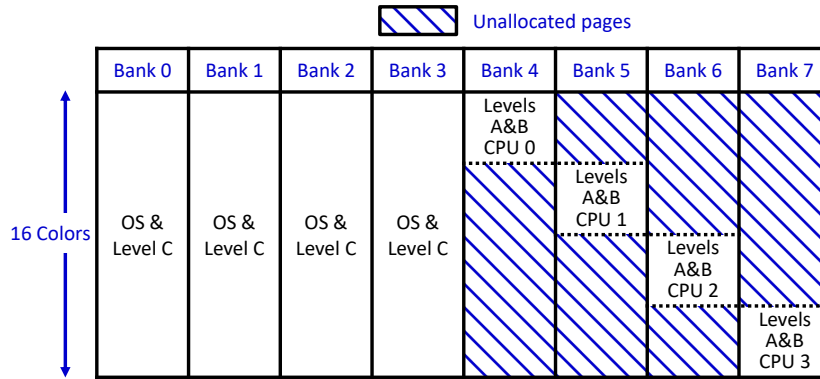 Unallocated pages
Bank 0 Bank 1 Bank 2 Bank 3 Bank 4 Bank 5 Bank 6 Bank 7
16 Colors
OS &
Level C
OS &
Level C
OS &
Level C
OS &
Level C
Levels
A&B
CPU 0
Levels
A&B
CPU 1
Levels
A&B
CPU 2
Levels
A&B
CPU 3